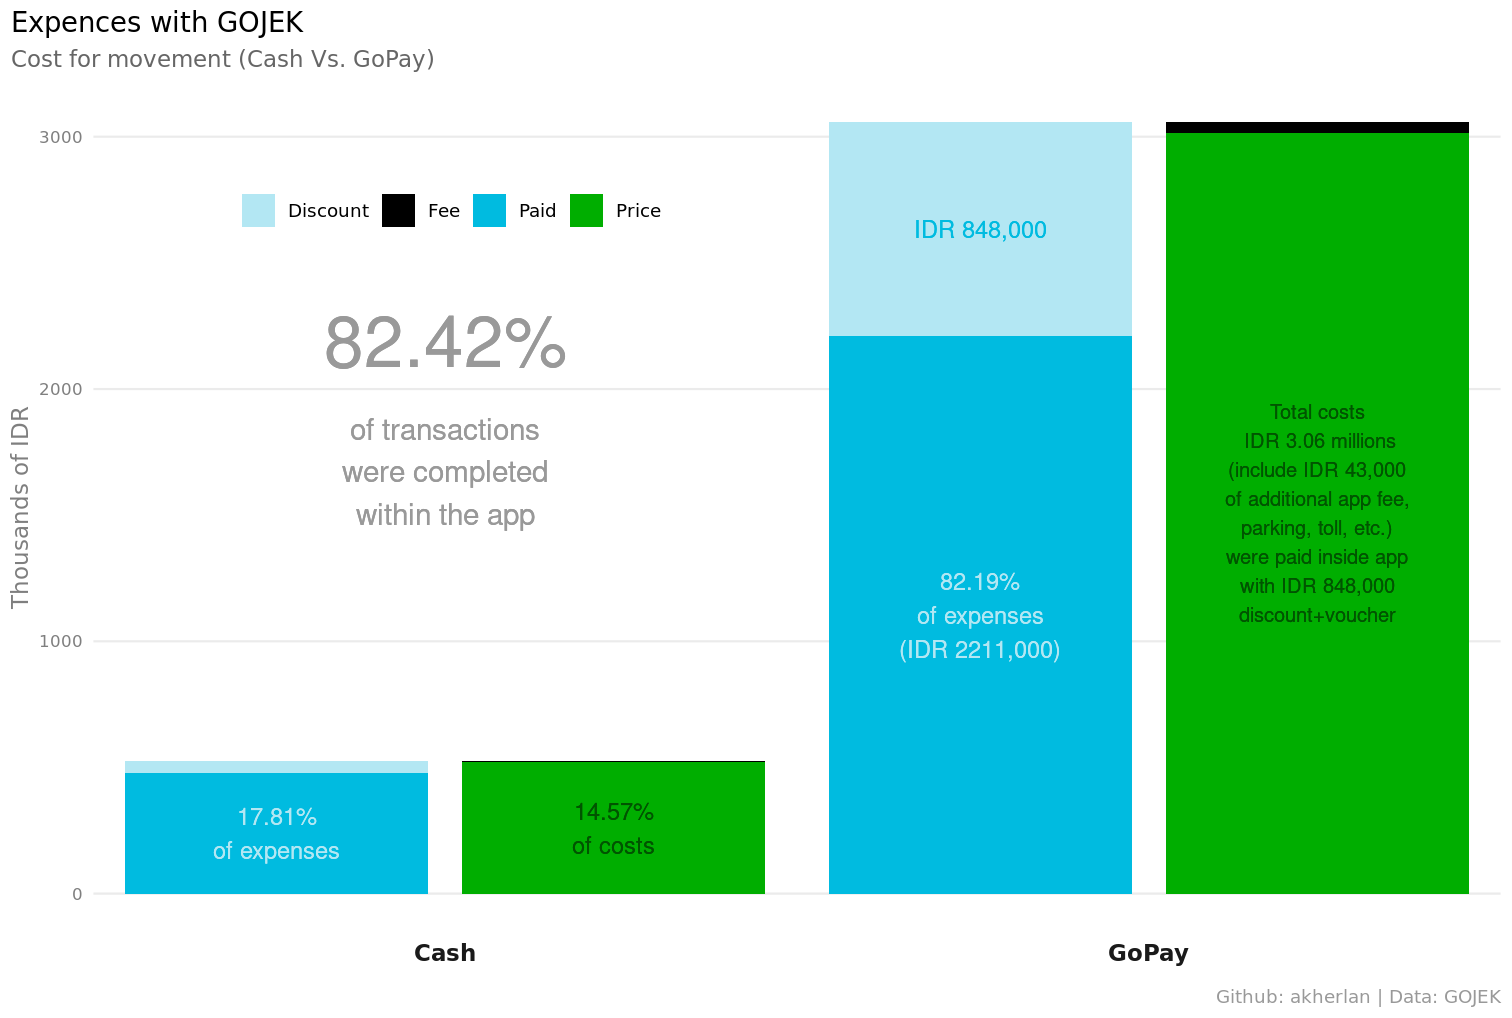 Expences with GOJEK
Cost for movement (Cash Vs. GoPay)
Thousands of IDR
3000
2000
1000
0
Discount
Fee
Paid
Price
82.42%
of transactions
were completed
within the app
17.81%
of expenses
14.57%
of costs
IDR 848,000
82.19%
of expenses
(IDR 2211,000)
Total costs
IDR 3.06 millions
(include IDR 43,000
of additional app fee,
parking, toll, etc.)
were paid inside app
with IDR 848,000
discount+voucher
Cash
GoPay
Github: akherlan | Data: GOJEK